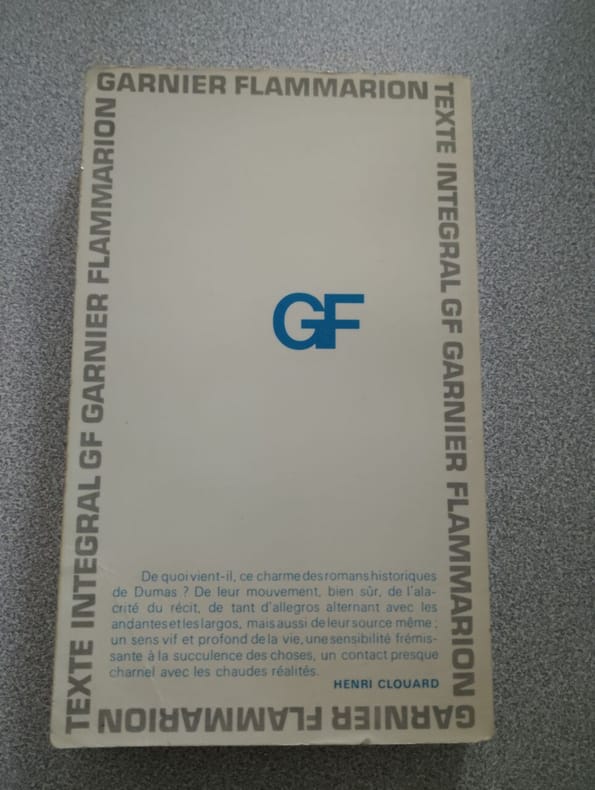 GARNIER FLAMMARION
TEXTE INTEGRAL GF GARNIER FLAMMARION
TEXTE INTEGRAL GF GARNIER FLAMMARION
GF
De quoi vient-il, ce charme des romans historiques
de Dumas ? De leur mouvement, bien sûr, de l'ala-
crité du récit, de tant d'allegros alternant avec les
andantes et les largos, mais aussi de leur source même ;
un sens vif et profond de la vie, une sensibilité frémis-
sante à la succulence des choses, un contact presque
charnel avec les chaudes réalités.
HENRI CLOUARD
GARNIER FLAMMARION